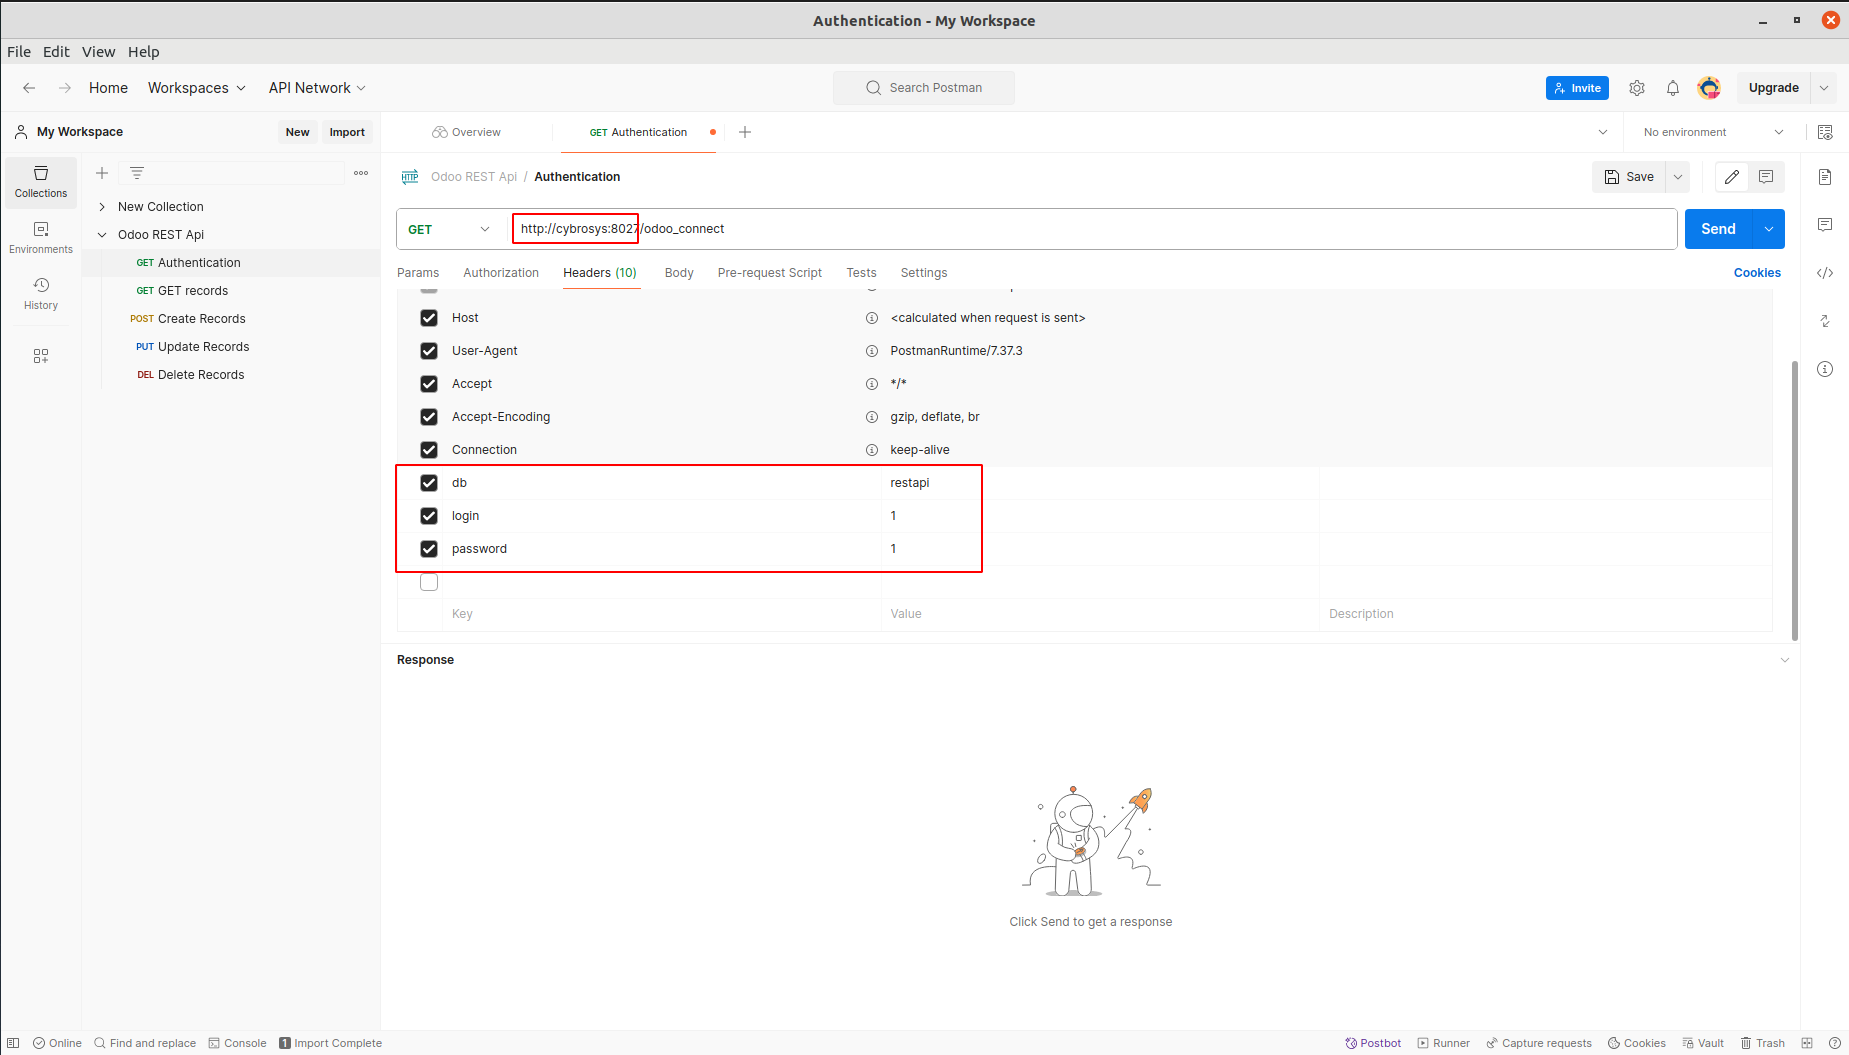 Authentication - My Workspace
File Edit View Help
Home Workspaces API Network Search Postman Invite Upgrade
My Workspace New Import Overview GET Authentication No environment
Collections
Environments
History
New Collection
Odoo REST Api
GET Authentication
GET GET records
POST Create Records
PUT Update Records
DEL Delete Records
HTTP Odoo REST Api / Authentication Save
GET http://cybrosys:8027/odoo_connect Send
Params Authorization Headers (10) Body Pre-request Script Tests Settings Cookies
Host <calculated when request is sent>
User-Agent PostmanRuntime/7.37.3
Accept */*
Accept-Encoding gzip, deflate, br
Connection keep-alive
db restapi
login 1
password 1
Key Value Description
Response
Click Send to get a response
Online Find and replace Console 1 Import Complete Postbot Runner Capture requests Cookies Vault Trash